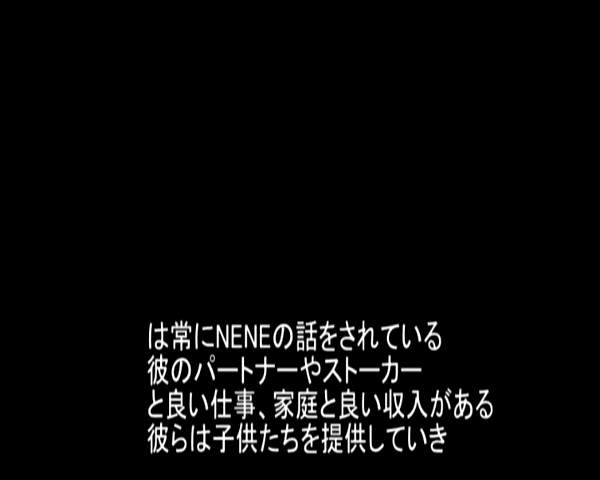 は常にNENEの話をされている
彼のパートナーやストーカー
と良い仕事、家庭と良い収入がある
彼らは子供たちを提供していき